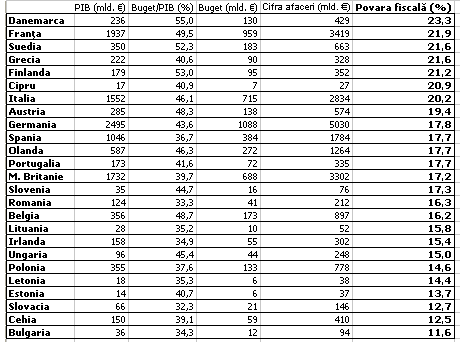 PIB (mld. €) Buget/PIB (%) Buget (mld. €) Cifra afaceri (mld. €) Povara fiscală (%)
Danemarca 236 55,0 130 429 23,3
Franţa 1937 49,5 959 3419 21,9
Suedia 350 52,3 183 663 21,6
Grecia 222 40,6 90 328 21,6
Finlanda 179 53,0 95 352 21,2
Cipru 17 40,9 7 27 20,9
Italia 1552 46,1 715 2834 20,2
Austria 285 48,3 138 574 19,4
Germania 2495 43,6 1088 5030 17,8
Spania 1046 36,7 384 1784 17,7
Olanda 587 46,3 272 1264 17,7
Portugalia 173 41,6 72 335 17,7
M. Britanie 1732 39,7 688 3302 17,2
Slovenia 35 44,7 16 76 17,3
Romania 124 33,3 41 212 16,3
Belgia 356 48,7 173 897 16,2
Lituania 28 35,2 10 52 15,8
Irlanda 158 34,9 55 302 15,4
Ungaria 96 45,4 44 248 15,0
Polonia 355 37,6 133 778 14,6
Letonia 18 35,3 6 38 14,4
Estonia 14 40,7 6 37 13,7
Slovacia 66 32,3 21 146 12,7
Cehia 150 39,1 59 410 12,5
Bulgaria 36 34,3 12 94 11,6